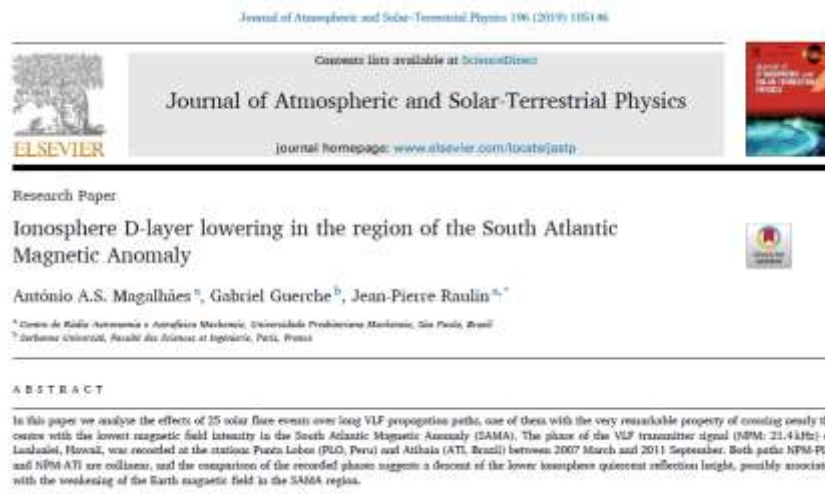 Journal of Atmospheric and Solar-Terrestrial Physics 196 (2019) 105146
Contents lists available at ScienceDirect
Journal of Atmospheric and Solar-Terrestrial Physics
journal homepage: www.elsevier.com/locate/jastp
ELSEVIER
Research Paper
Ionosphere D-layer lowering in the region of the South Atlantic
Magnetic Anomaly
António A.S. Magalhães a, Gabriel Guerche b, Jean-Pierre Raulin a,*
a Centro de Rádio Astronomia e Astrofísica Mackenzie, Universidade Presbiteriana Mackenzie, São Paulo, Brazil
b Sorbonne Université, Faculté des Sciences et Ingénierie, Paris, France
ABSTRACT
In this paper we analyse the effects of 25 solar flare events over long VLF propagation paths, one of them with the very remarkable property of crossing nearly
centre with the lowest magnetic field intensity in the South Atlantic Magnetic Anomaly (SAMA). The phase of the VLF transmitter signal (NPM: 21.4 kHz)
Lualualei, Hawaii, was recorded at the stations Punta Lobos (PLO, Peru) and Atibaia (ATI, Brazil) between 2007 March and 2011 September. Both paths
and NPM-ATI are collinear, and the comparison of the recorded phases suggests a descent of the lower ionosphere quiescent reflection height, possibly
with the weakening of the Earth magnetic field in the SAMA region.